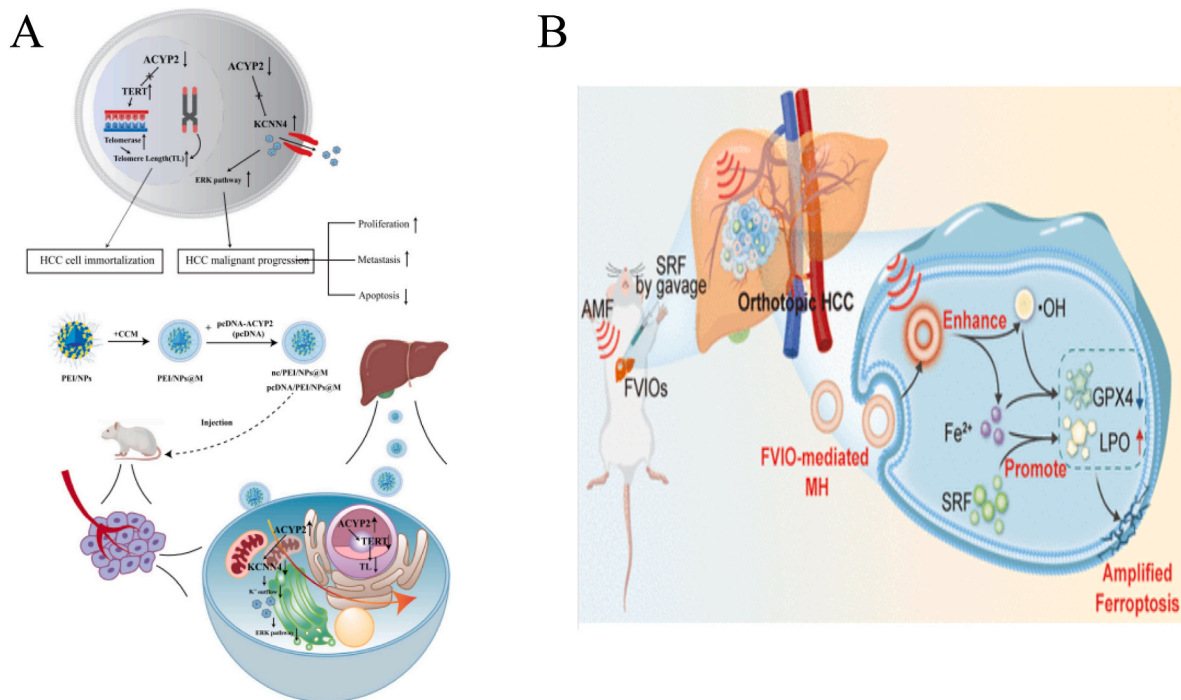 A
ACYP2
TERT
Telomerase
Telomere Length(TL)
ACYP2
KCNN4
ERK pathway
HCC cell immortalization
HCC malignant progression
Proliferation
Metastasis
Apoptosis
PEI/NPs
+CCM
PEI/NPs@M
+ pcDNA-ACYP2
(pcDNA)
nc/PEI/NPs@M
pcDNA/PEI/NPs@M
Injection
ACYP2
KCNN4
K⁺ outflow
ERK pathway
ACYP2
TERT
TL
B
SRF
by gavage
AMF
FVIOs
Orthotopic HCC
FVIO-mediated
MH
Enhance
•OH
Fe²⁺
GPX4
LPO
Promote
SRF
Amplified
Ferroptosis